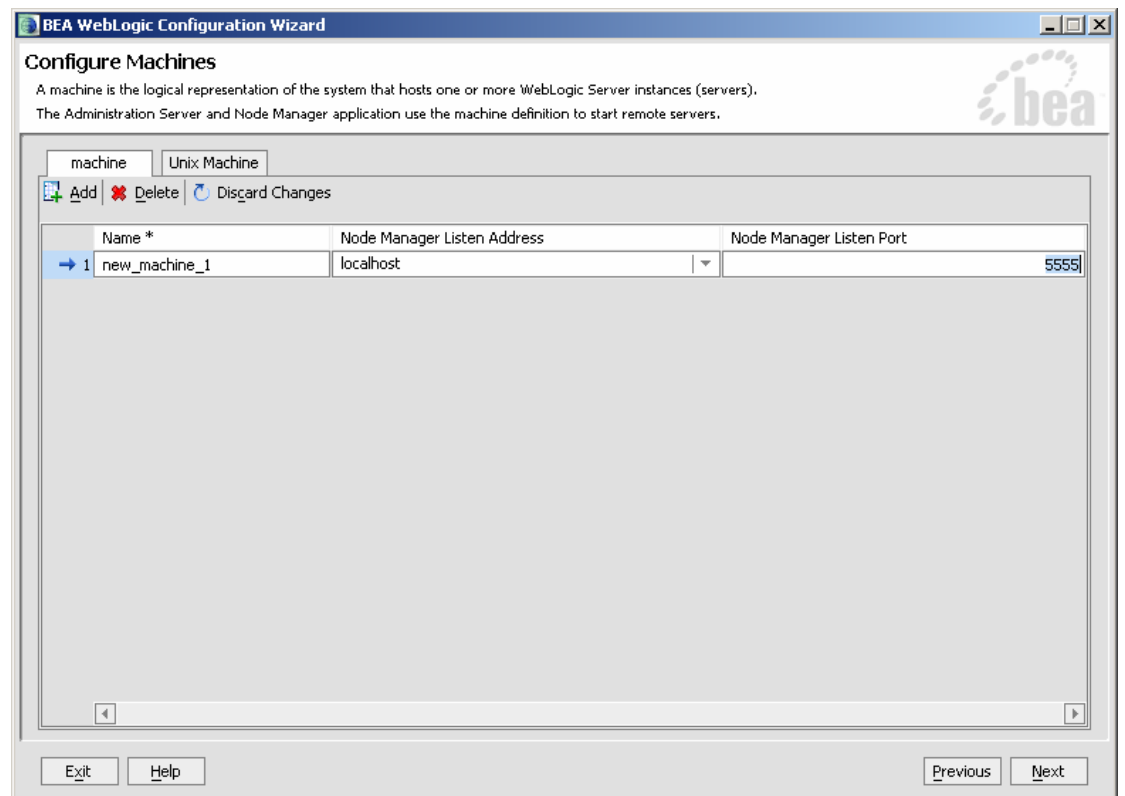 BEA WebLogic Configuration Wizard
Configure Machines
A machine is the logical representation of the system that hosts one or more WebLogic Server instances (servers).
The Administration Server and Node Manager application use the machine definition to start remote servers.
bea
machine Unix Machine
Add Delete Discard Changes
Name * Node Manager Listen Address Node Manager Listen Port
1 new_machine_1 localhost 5555
Exit Help Previous Next